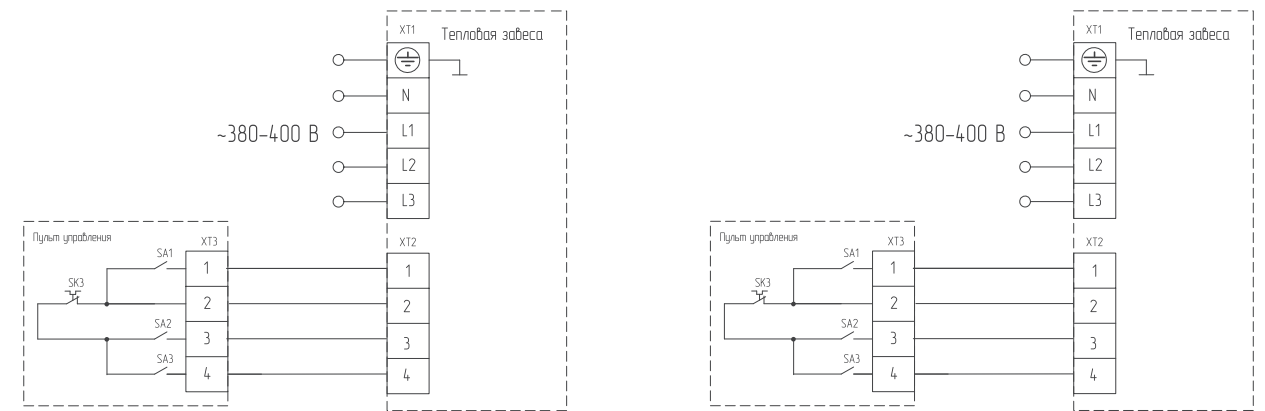 XT1
Тепловая завеса
N
~380-400 В
L1
L2
L3
Пульт управления
XT3
XT2
SA1
1
1
SK3
2
2
SA2
3
3
SA3
4
4
XT1
Тепловая завеса
N
~380-400 В
L1
L2
L3
Пульт управления
XT3
XT2
SA1
1
1
SK3
2
2
SA2
3
3
SA3
4
4